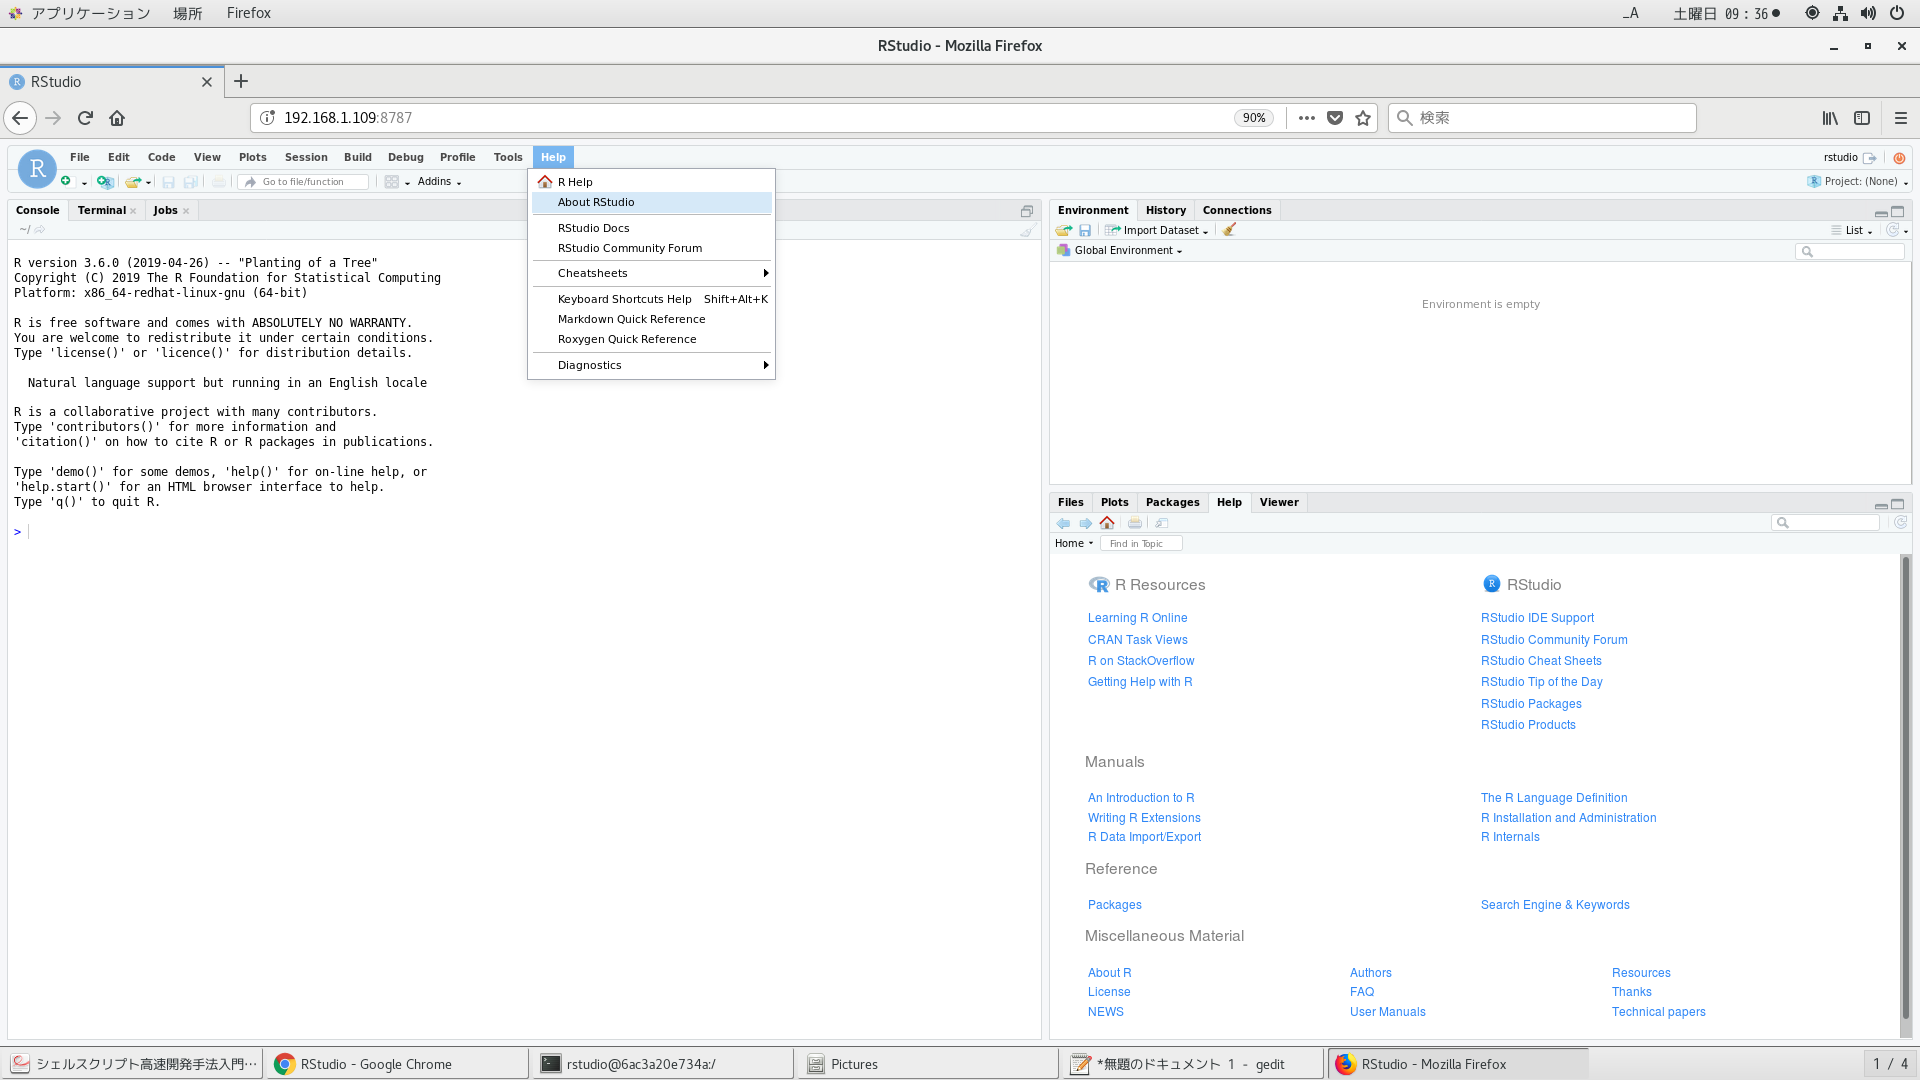 アプリケーション 場所 Firefox _A 土曜日 09:36
RStudio - Mozilla Firefox
RStudio
192.168.1.109:8787 90% 検索
File Edit Code View Plots Session Build Debug Profile Tools Help rstudio
Go to file/function Addins Project: (None)
R Help
About RStudio
RStudio Docs
RStudio Community Forum
Cheatsheets
Keyboard Shortcuts Help Shift+Alt+K
Markdown Quick Reference
Roxygen Quick Reference
Diagnostics
Console Terminal Jobs
~/
R version 3.6.0 (2019-04-26) -- "Planting of a Tree"
Copyright (C) 2019 The R Foundation for Statistical Computing
Platform: x86_64-redhat-linux-gnu (64-bit)
R is free software and comes with ABSOLUTELY NO WARRANTY.
You are welcome to redistribute it under certain conditions.
Type 'license()' or 'licence()' for distribution details.
Natural language support but running in an English locale
R is a collaborative project with many contributors.
Type 'contributors()' for more information and
'citation()' on how to cite R or R packages in publications.
Type 'demo()' for some demos, 'help()' for on-line help, or
'help.start()' for an HTML browser interface to help.
Type 'q()' to quit R.
>
Environment History Connections
Import Dataset List
Global Environment
Environment is empty
Files Plots Packages Help Viewer
Home Find in Topic
R Resources
Learning R Online
CRAN Task Views
R on StackOverflow
Getting Help with R
RStudio
RStudio IDE Support
RStudio Community Forum
RStudio Cheat Sheets
RStudio Tip of the Day
RStudio Packages
RStudio Products
Manuals
An Introduction to R The R Language Definition
Writing R Extensions R Installation and Administration
R Data Import/Export R Internals
Reference
Packages Search Engine & Keywords
Miscellaneous Material
About R Authors Resources
License FAQ Thanks
NEWS User Manuals Technical papers
シェルスクリプト高速開発手法入門… RStudio - Google Chrome rstudio@6ac3a20e734a:/ Pictures *無題のドキュメント 1 - gedit RStudio - Mozilla Firefox 1 / 4